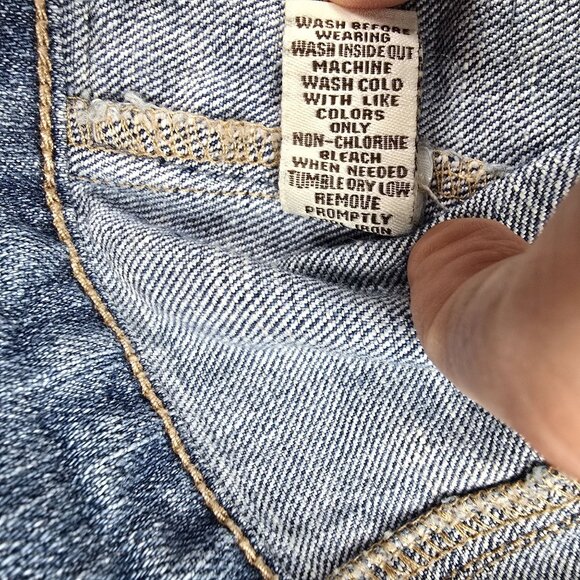 WASH BEFORE
WEARING
WASH INSIDE OUT
MACHINE
WASH COLD
WITH LIKE
COLORS
ONLY
NON-CHLORINE
BLEACH
WHEN NEEDED
TUMBLE DRY LOW
REMOVE
PROMPTLY
IRON